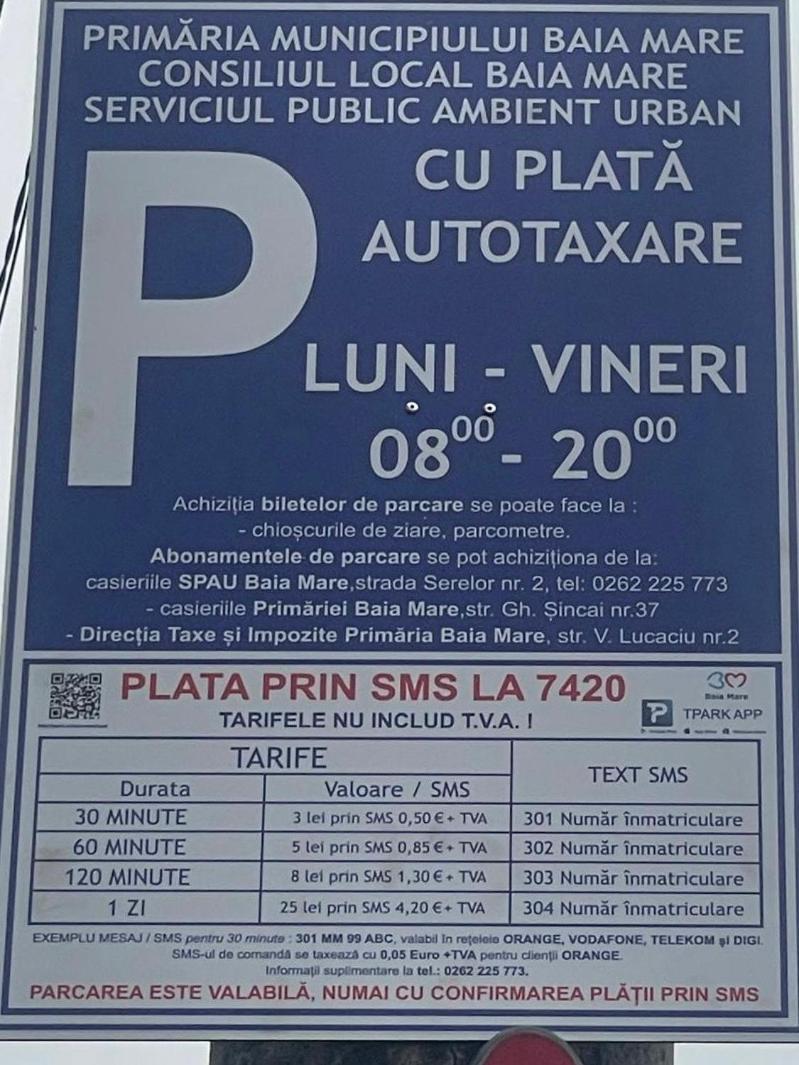 PRIMĂRIA MUNICIPIULUI BAIA MARE
CONSILIUL LOCAL BAIA MARE
SERVICIUL PUBLIC AMBIENT URBAN
P
CU PLATĂ
AUTOTAXARE
LUNI - VINERI
08⁰⁰ - 20⁰⁰
Achiziția biletelor de parcare se poate face la :
- chioșcurile de ziare, parcometre.
Abonamentele de parcare se pot achiziționa de la:
casieriile SPAU Baia Mare,strada Serelor nr. 2, tel: 0262 225 773
- casieriile Primăriei Baia Mare,str. Gh. Șincai nr.37
- Direcția Taxe și Impozite Primăria Baia Mare, str. V. Lucaciu nr.2
PLATA PRIN SMS LA 7420
Baia Mare
TARIFELE NU INCLUD T.V.A. !
P TPARK APP
TARIFE TEXT SMS
Durata Valoare / SMS
30 MINUTE 3 lei prin SMS 0,50 €+ TVA 301 Număr înmatriculare
60 MINUTE 5 lei prin SMS 0,85 €+ TVA 302 Număr înmatriculare
120 MINUTE 8 lei prin SMS 1,30 €+ TVA 303 Număr înmatriculare
1 ZI 25 lei prin SMS 4,20 €+ TVA 304 Număr înmatriculare
EXEMPLU MESAJ / SMS pentru 30 minute : 301 MM 99 ABC, valabil în rețelele ORANGE, VODAFONE, TELEKOM și DIGI.
SMS-ul de comandă se taxează cu 0,05 Euro +TVA pentru clienții ORANGE.
Informații suplimentare la tel.: 0262 225 773.
PARCAREA ESTE VALABILĂ, NUMAI CU CONFIRMAREA PLĂȚII PRIN SMS